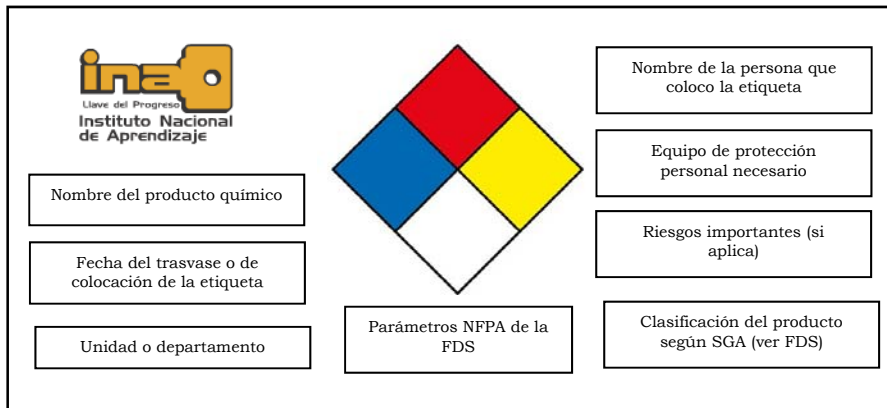 ina
Llave del Progreso
Instituto Nacional
de Aprendizaje
Nombre del producto químico
Fecha del trasvase o de
colocación de la etiqueta
Unidad o departamento
Parámetros NFPA de la
FDS
Nombre de la persona que
coloco la etiqueta
Equipo de protección
personal necesario
Riesgos importantes (si
aplica)
Clasificación del producto
según SGA (ver FDS)